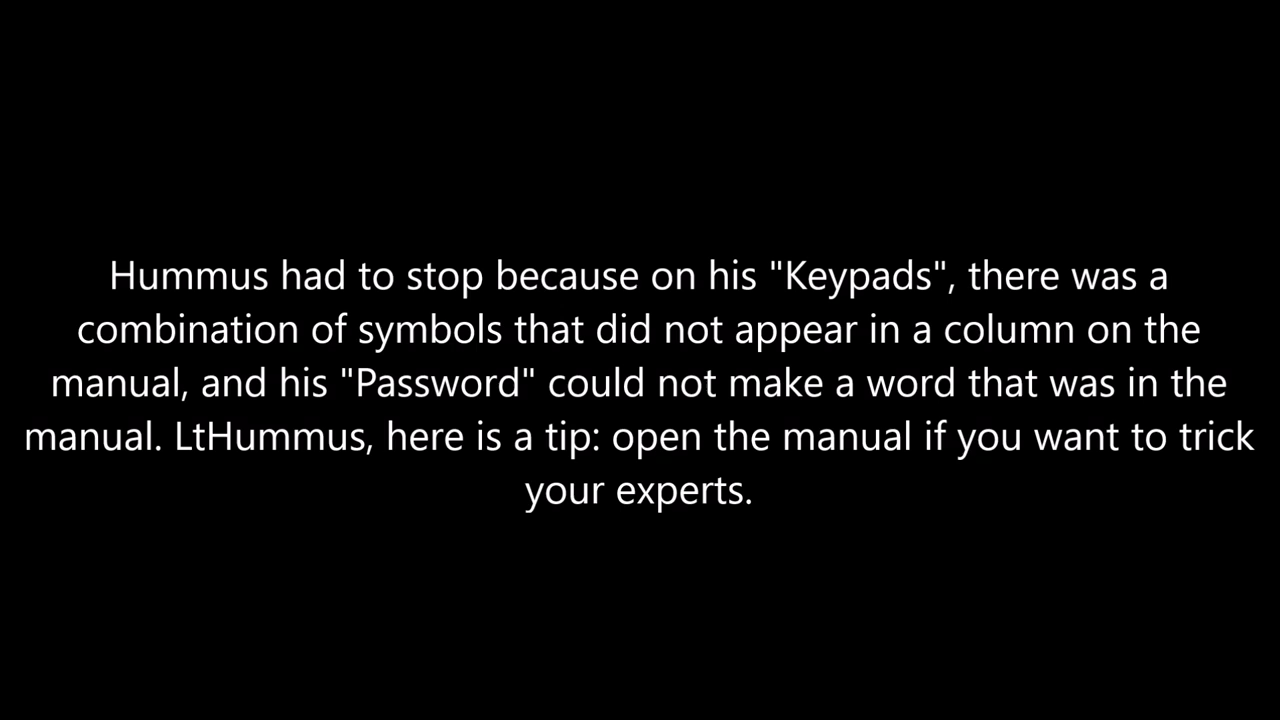 Hummus had to stop because on his "Keypads", there was a
combination of symbols that did not appear in a column on the
manual, and his "Password" could not make a word that was in the
manual. LtHummus, here is a tip: open the manual if you want to trick
your experts.